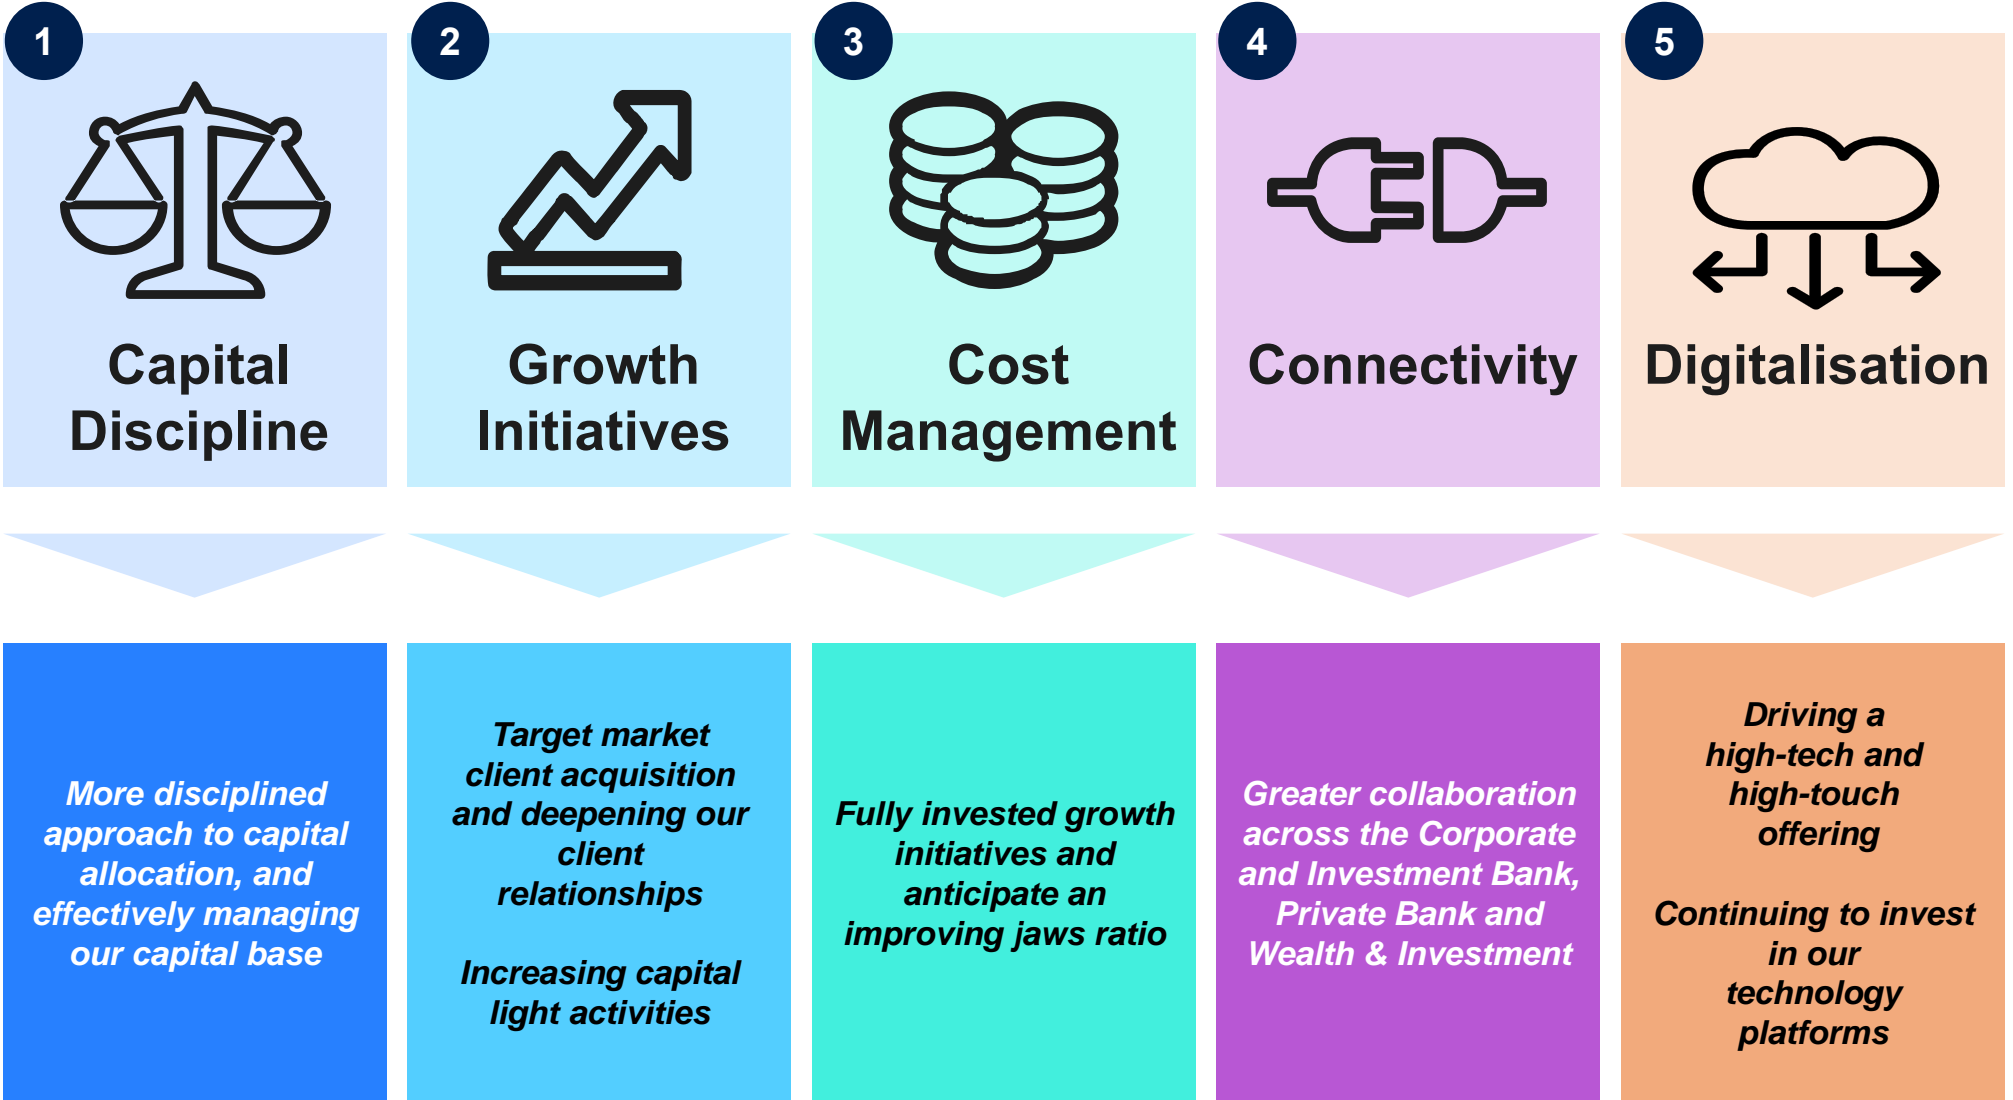 1
Capital
Discipline
More disciplined
approach to capital
allocation, and
effectively managing
our capital base
2
Growth
Initiatives
Target market
client acquisition
and deepening our
client
relationships
Increasing capital
light activities
3
Cost
Management
Fully invested growth
initiatives and
anticipate an
improving jaws ratio
4
Connectivity
Greater collaboration
across the Corporate
and Investment Bank,
Private Bank and
Wealth & Investment
5
Digitalisation
Driving a
high-tech and
high-touch
offering
Continuing to invest
in our
technology
platforms